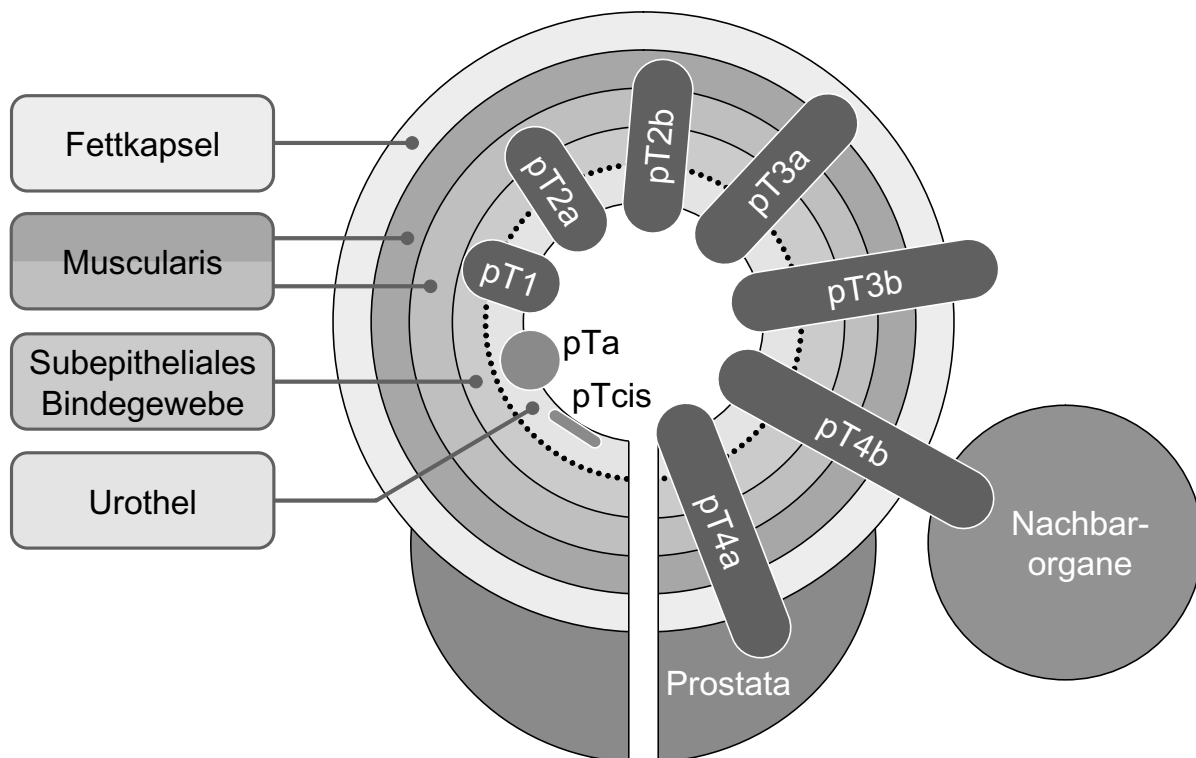 Fettkapsel
Muscularis
Subepitheliales
Bindegewebe
Urothel
pTcis
pTa
pT1
pT2a
pT2b
pT3a
pT3b
pT4b
pT4a
Prostata
Nachbar-
organe